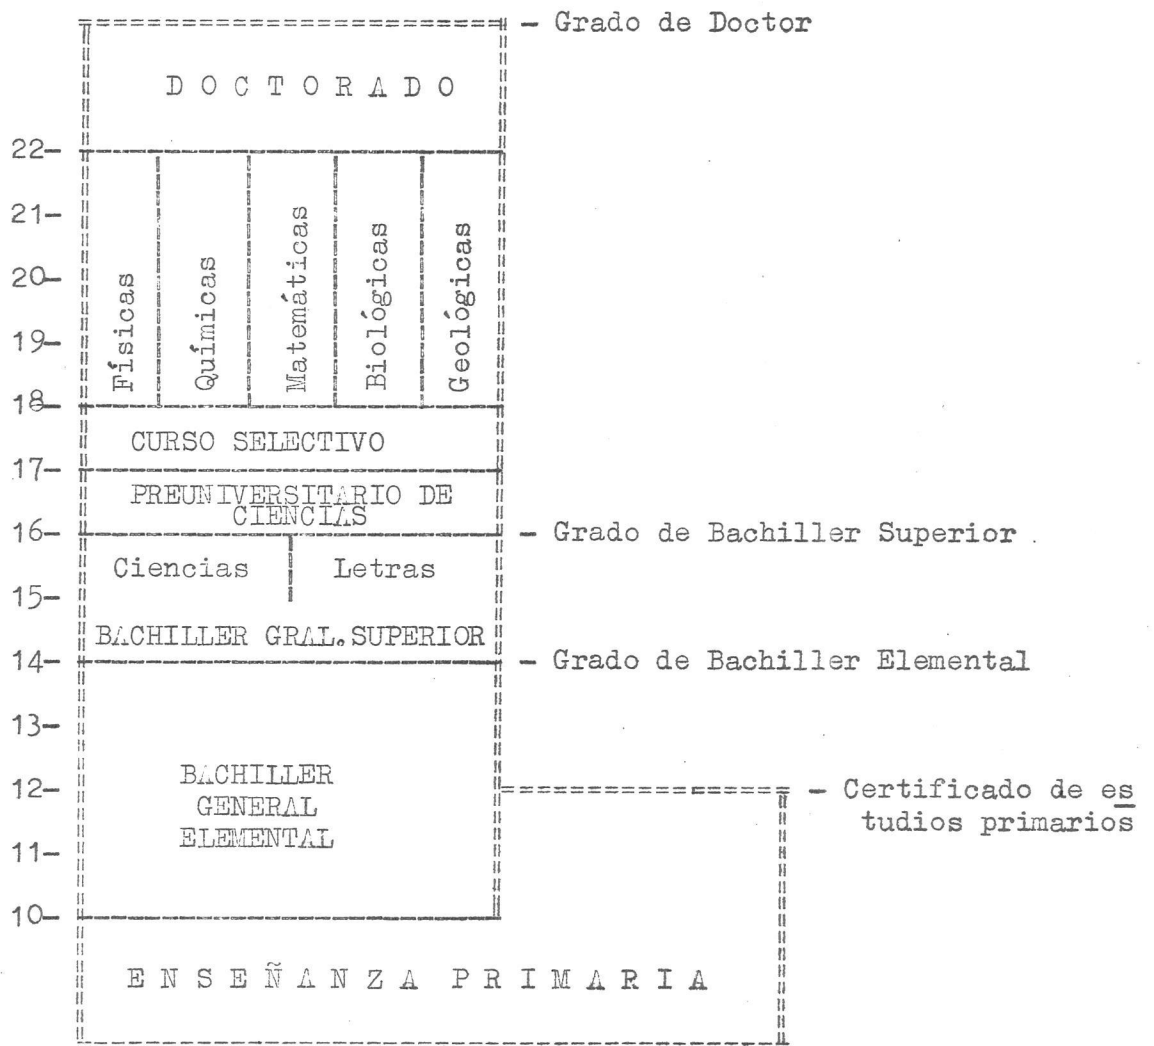 - Grado de Doctor
DOCTORADO
22-
21-
20-
19-
Físicas
Químicas
Matemáticas
Biológicas
Geológicas
18-
CURSO SELECTIVO
17-
PREUNIVERSITARIO DE
CIENCIAS
16-
- Grado de Bachiller Superior
Ciencias
Letras
15-
BACHILLER GRAL. SUPERIOR
14-
- Grado de Bachiller Elemental
13-
BACHILLER
12-
- Certificado de es
GENERAL
tudios primarios
ELEMENTAL
11-
10-
ENSEÑANZA PRIMARIA